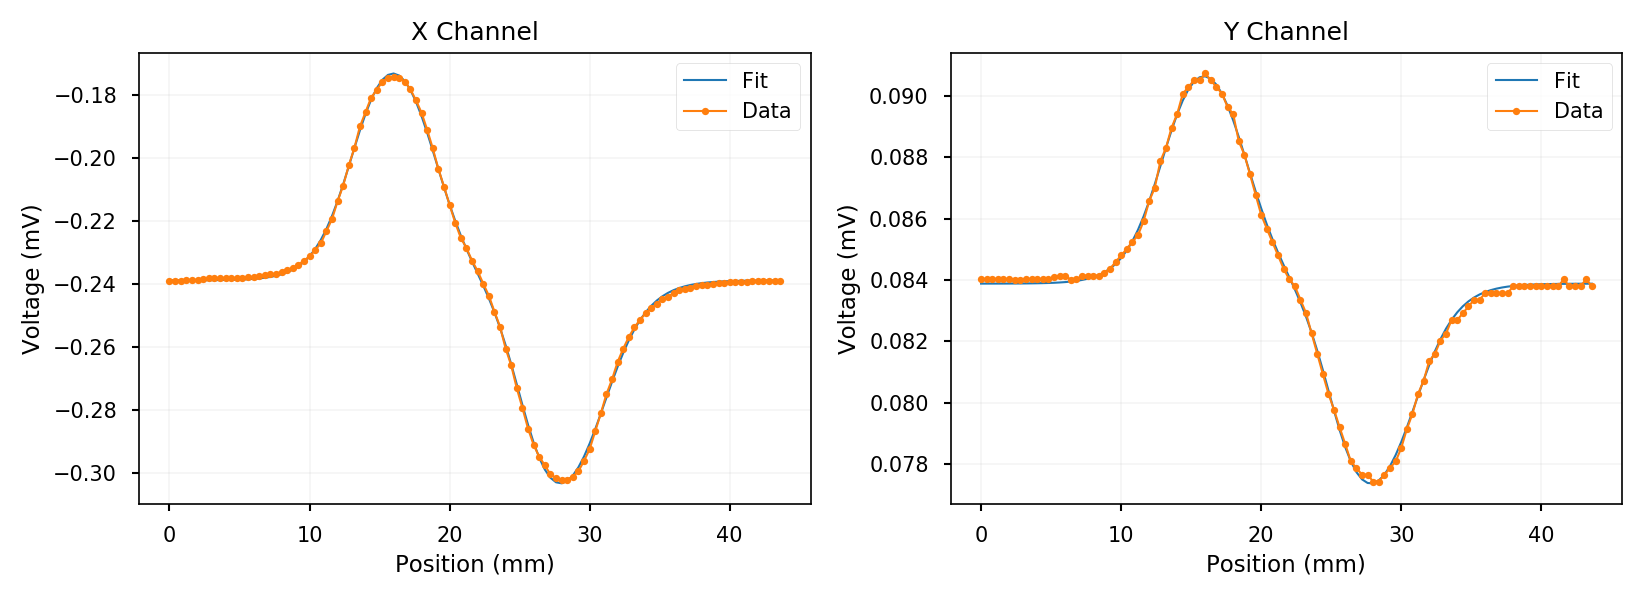 X Channel
Voltage (mV)
−0.18
−0.20
−0.22
−0.24
−0.26
−0.28
−0.30
Fit
Data
0 10 20 30 40
Position (mm)
Y Channel
Voltage (mV)
0.090
0.088
0.086
0.084
0.082
0.080
0.078
Fit
Data
0 10 20 30 40
Position (mm)